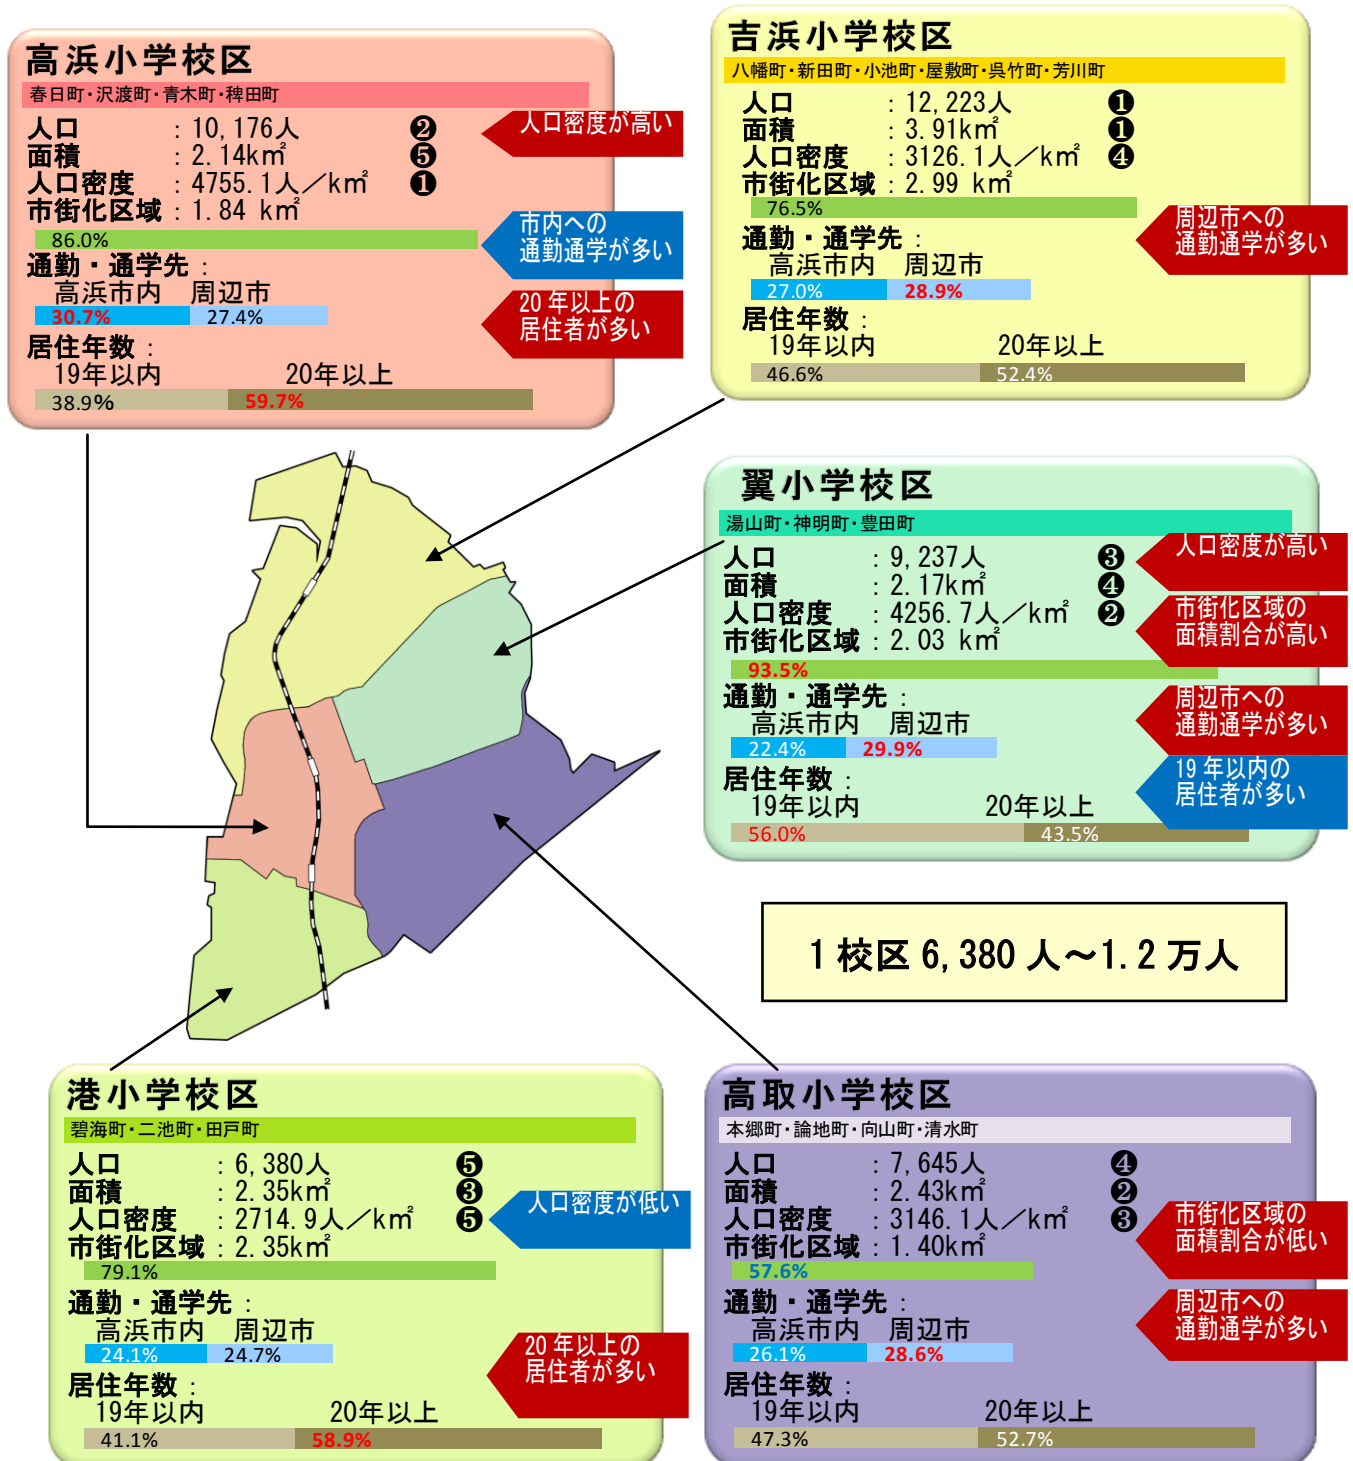 高浜小学校区
春日町・沢渡町・青木町・稗田町
人口 : 10,176人 ❷
面積 : 2.14k㎡ ❺
人口密度 : 4755.1人／k㎡ ❶
市街化区域 : 1.84 k㎡
86.0%
通勤・通学先 :
高浜市内 周辺市
30.7% 27.4%
居住年数 :
19年以内 20年以上
38.9% 59.7%
人口密度が高い
市内への
通勤通学が多い
20年以上の
居住者が多い
吉浜小学校区
八幡町・新田町・小池町・屋敷町・呉竹町・芳川町
人口 : 12,223人 ❶
面積 : 3.91k㎡ ❶
人口密度 : 3126.1人／k㎡ ❹
市街化区域 : 2.99 k㎡
76.5%
通勤・通学先 :
高浜市内 周辺市
27.0% 28.9%
居住年数 :
19年以内 20年以上
46.6% 52.4%
周辺市への
通勤通学が多い
翼小学校区
湯山町・神明町・豊田町
人口 : 9,237人 ❸
面積 : 2.17k㎡ ❹
人口密度 : 4256.7人／k㎡ ❷
市街化区域 : 2.03 k㎡
93.5%
通勤・通学先 :
高浜市内 周辺市
22.4% 29.9%
居住年数 :
19年以内 20年以上
56.0% 43.5%
人口密度が高い
市街化区域の
面積割合が高い
周辺市への
通勤通学が多い
19年以内の
居住者が多い
1校区6,380人～1.2万人
港小学校区
碧海町・二池町・田戸町
人口 : 6,380人 ❺
面積 : 2.35k㎡ ❸
人口密度 : 2714.9人／k㎡ ❺
市街化区域 : 2.35k㎡
79.1%
通勤・通学先 :
高浜市内 周辺市
24.1% 24.7%
居住年数 :
19年以内 20年以上
41.1% 58.9%
人口密度が低い
20年以上の
居住者が多い
高取小学校区
本郷町・論地町・向山町・清水町
人口 : 7,645人 ❹
面積 : 2.43k㎡ ❷
人口密度 : 3146.1人／k㎡ ❸
市街化区域 : 1.40k㎡
57.6%
通勤・通学先 :
高浜市内 周辺市
26.1% 28.6%
居住年数 :
19年以内 20年以上
47.3% 52.7%
市街化区域の
面積割合が低い
周辺市への
通勤通学が多い